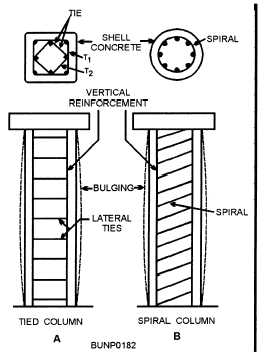 TIE
SHELL
CONCRETE
SPIRAL
T1
T2
VERTICAL
REINFORCEMENT
BULGING
LATERAL
TIES
SPIRAL
TIED COLUMN
SPIRAL COLUMN
A
B
BUNP0182